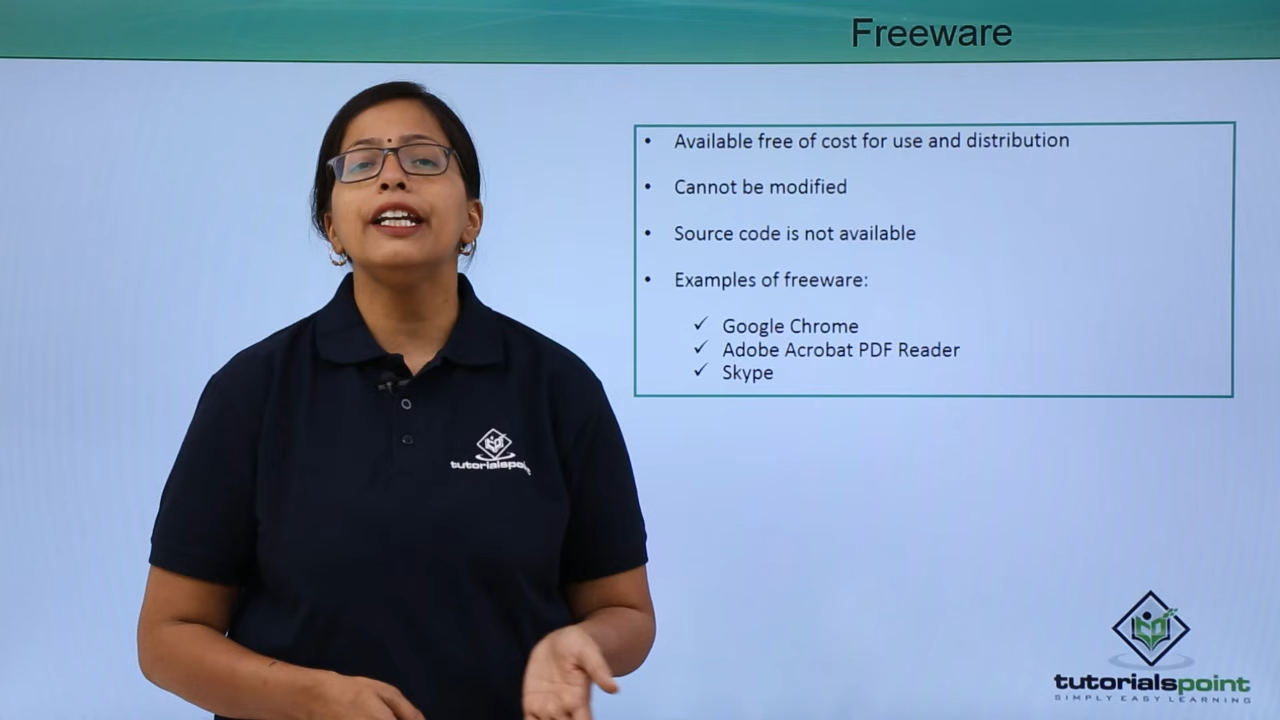 Freeware
• Available free of cost for use and distribution
• Cannot be modified
• Source code is not available
• Examples of freeware:
✓ Google Chrome
✓ Adobe Acrobat PDF Reader
✓ Skype
tutorialspoint
tutorialspoint
SIMPLY EASY LEARNING